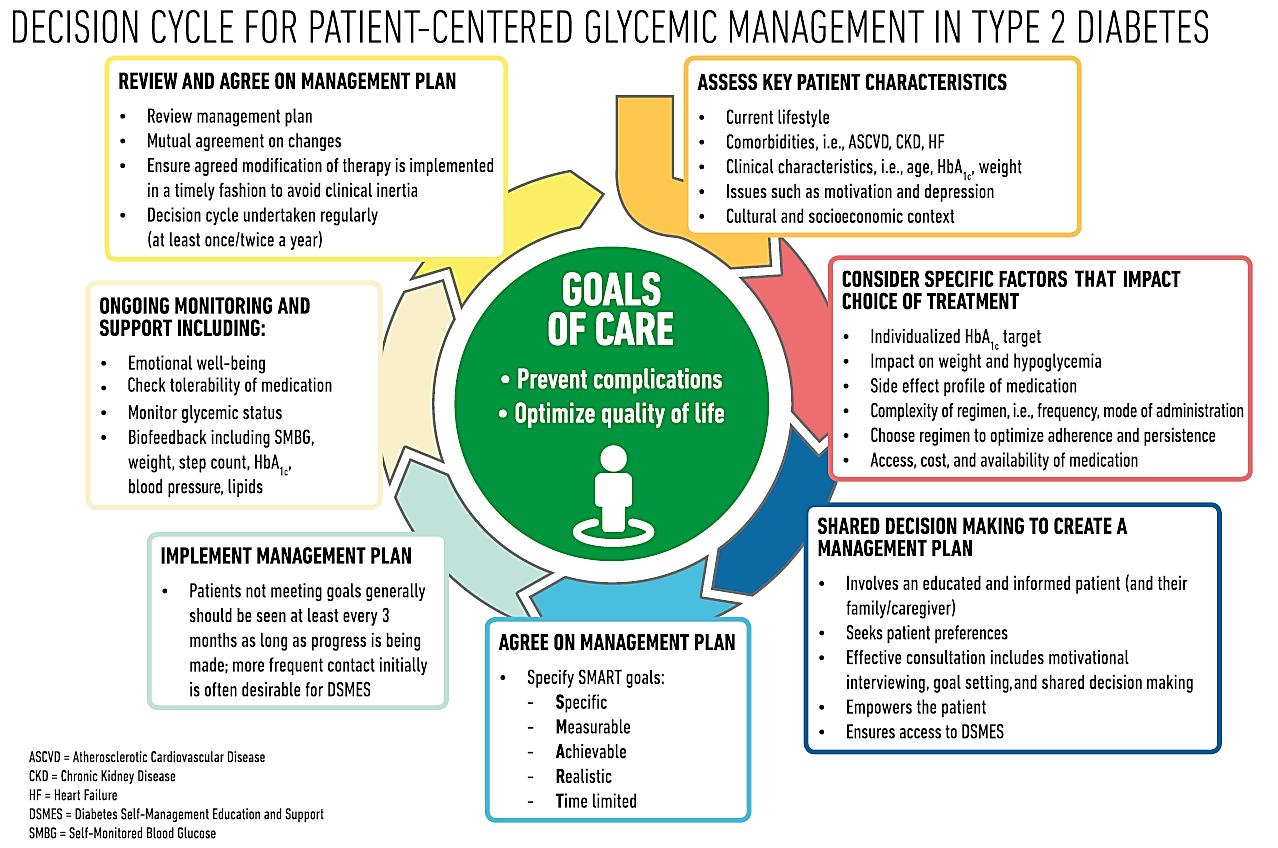 DECISION CYCLE FOR PATIENT-CENTERED GLYCEMIC MANAGEMENT IN TYPE 2 DIABETES
REVIEW AND AGREE ON MANAGEMENT PLAN
• Review management plan
• Mutual agreement on changes
• Ensure agreed modification of therapy is implemented
in a timely fashion to avoid clinical inertia
• Decision cycle undertaken regularly
(at least once/twice a year)
ASSESS KEY PATIENT CHARACTERISTICS
• Current lifestyle
• Comorbidities, i.e., ASCVD, CKD, HF
• Clinical characteristics, i.e., age, HbA1c, weight
• Issues such as motivation and depression
• Cultural and socioeconomic context
CONSIDER SPECIFIC FACTORS THAT IMPACT
CHOICE OF TREATMENT
• Individualized HbA1c target
• Impact on weight and hypoglycemia
• Side effect profile of medication
• Complexity of regimen, i.e., frequency, mode of administration
• Choose regimen to optimize adherence and persistence
• Access, cost, and availability of medication
SHARED DECISION MAKING TO CREATE A
MANAGEMENT PLAN
• Involves an educated and informed patient (and their
family/caregiver)
• Seeks patient preferences
• Effective consultation includes motivational
interviewing, goal setting,and shared decision making
• Empowers the patient
• Ensures access to DSMES
AGREE ON MANAGEMENT PLAN
• Specify SMART goals:
- Specific
- Measurable
- Achievable
- Realistic
- Time limited
IMPLEMENT MANAGEMENT PLAN
• Patients not meeting goals generally
should be seen at least every 3
months as long as progress is being
made; more frequent contact initially
is often desirable for DSMES
ONGOING MONITORING AND
SUPPORT INCLUDING:
• Emotional well-being
• Check tolerability of medication
• Monitor glycemic status
• Biofeedback including SMBG,
weight, step count, HbA1c,
blood pressure, lipids
GOALS
OF CARE
• Prevent complications
• Optimize quality of life
ASCVD = Atherosclerotic Cardiovascular Disease
CKD = Chronic Kidney Disease
HF = Heart Failure
DSMES = Diabetes Self-Management Education and Support
SMBG = Self-Monitored Blood Glucose